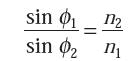 sin ϕ₁ / sin ϕ₂ = n₂ / n₁